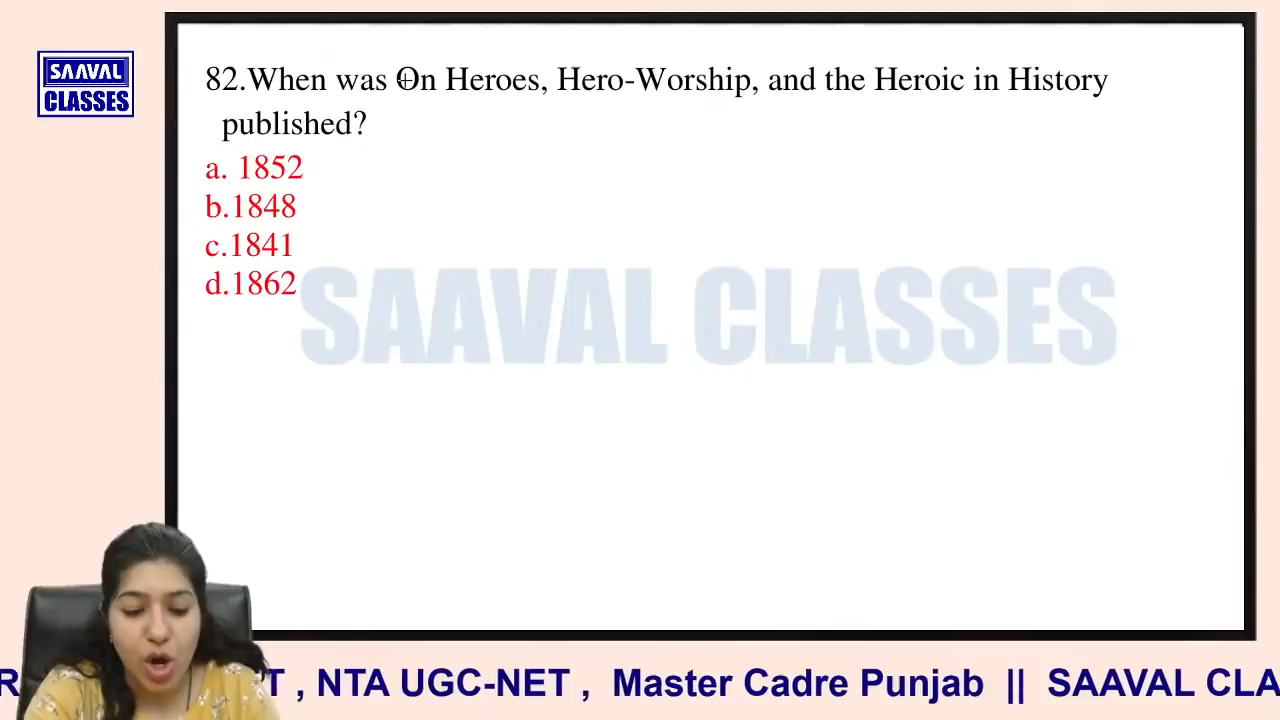 SAAVAL
CLASSES
82.When was On Heroes, Hero-Worship, and the Heroic in History
published?
a. 1852
b.1848
c.1841
d.1862
SAAVAL CLASSES
T , NTA UGC-NET , Master Cadre Punjab || SAAVAL CLA